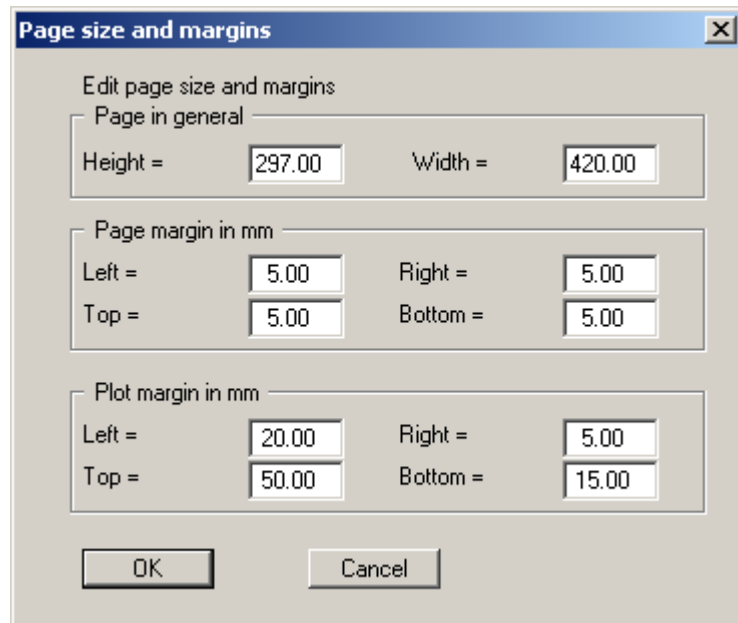 Page size and margins
Edit page size and margins
Page in general
Height = 297.00 Width = 420.00
Page margin in mm
Left = 5.00 Right = 5.00
Top = 5.00 Bottom = 5.00
Plot margin in mm
Left = 20.00 Right = 5.00
Top = 50.00 Bottom = 15.00
OK Cancel